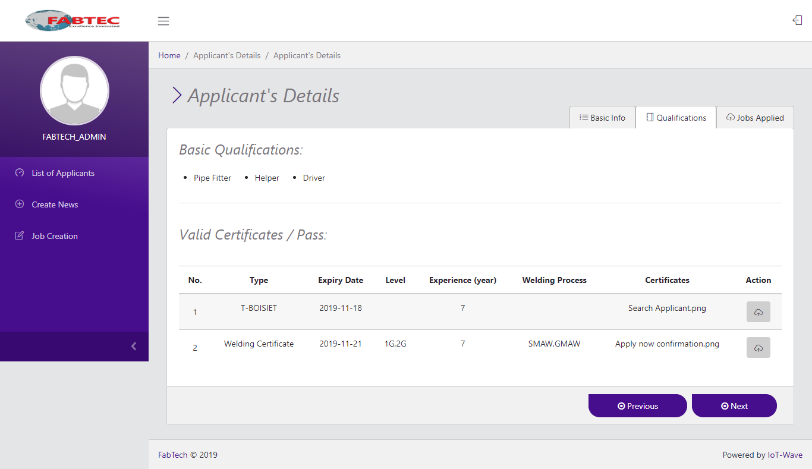 FABTEC
Home / Applicant's Details / Applicant's Details
Applicant's Details
FABTECH_ADMIN
List of Applicants
Create News
Job Creation
Basic Info
Qualifications
Jobs Applied
Basic Qualifications:
Pipe Fitter
Helper
Driver
Valid Certificates / Pass:
No. Type Expiry Date Level Experience (year) Welding Process Certificates Action
1 T-BOISIET 2019-11-18 7 Search Applicant.png
2 Welding Certificate 2019-11-21 1G.2G 7 SMAW.GMAW Apply now confirmation.png
Previous
Next
FabTech © 2019
Powered by IoT-Wave